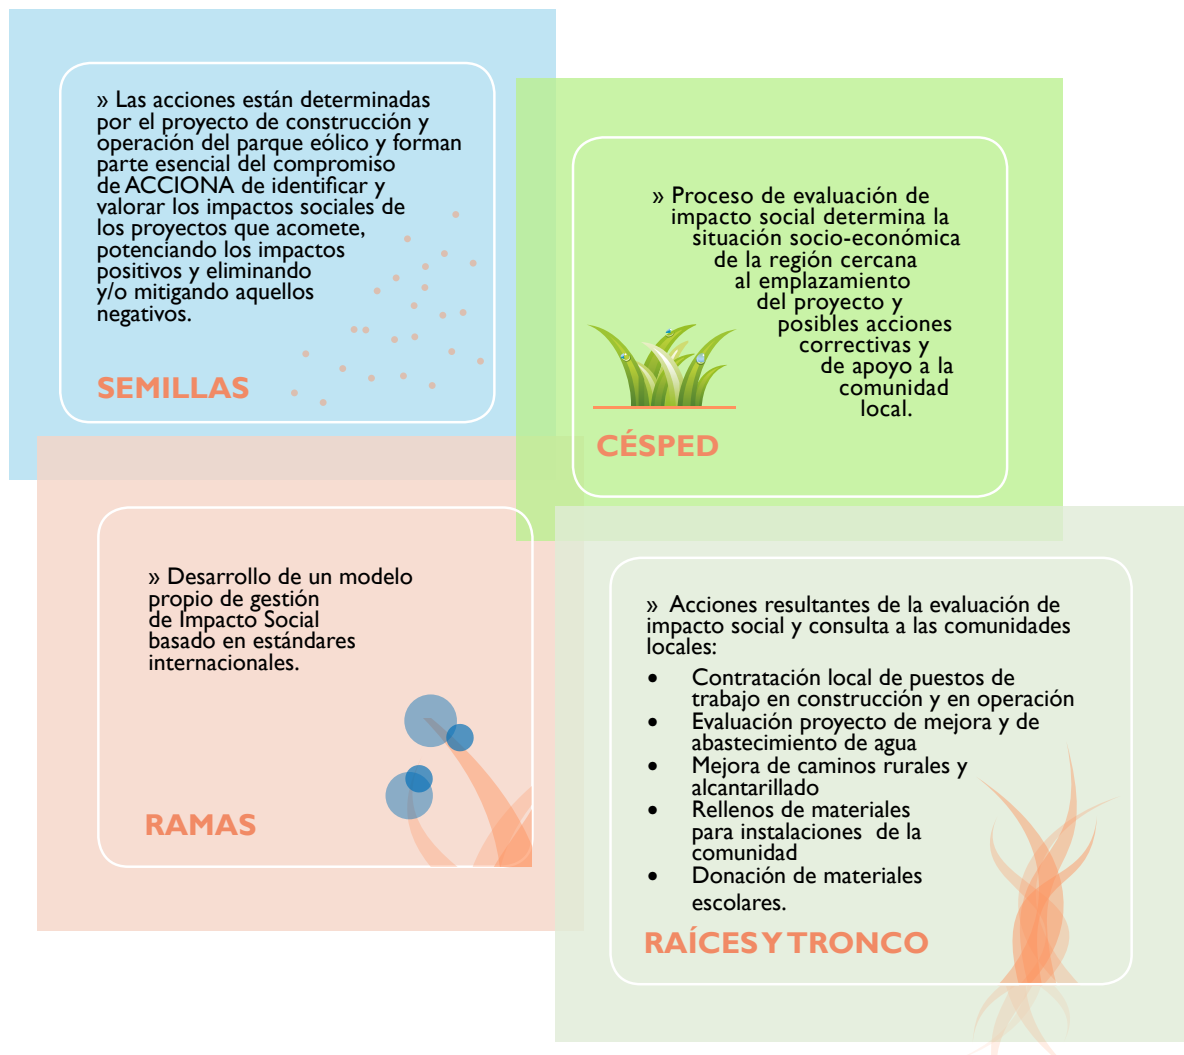 » Las acciones están determinadas
por el proyecto de construcción y
operación del parque eólico y forman
parte esencial del compromiso
de ACCIONA de identificar y
valorar los impactos sociales de
los proyectos que acomete,
potenciando los impactos
positivos y eliminando
y/o mitigando aquellos
negativos.
SEMILLAS
» Proceso de evaluación de
impacto social determina la
situación socio-económica
de la región cercana
al emplazamiento
del proyecto y
posibles acciones
correctivas y
de apoyo a la
comunidad
local.
CÉSPED
» Desarrollo de un modelo
propio de gestión
de Impacto Social
basado en estándares
internacionales.
RAMAS
» Acciones resultantes de la evaluación de
impacto social y consulta a las comunidades
locales:
• Contratación local de puestos de
trabajo en construcción y en operación
• Evaluación proyecto de mejora y de
abastecimiento de agua
• Mejora de caminos rurales y
alcantarillado
• Rellenos de materiales
para instalaciones de la
comunidad
• Donación de materiales
escolares.
RAÍCES Y TRONCO